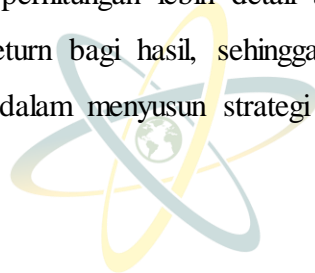 perhitungan lebih detail
return bagi hasil, sehingga
dalam menyusun strategi